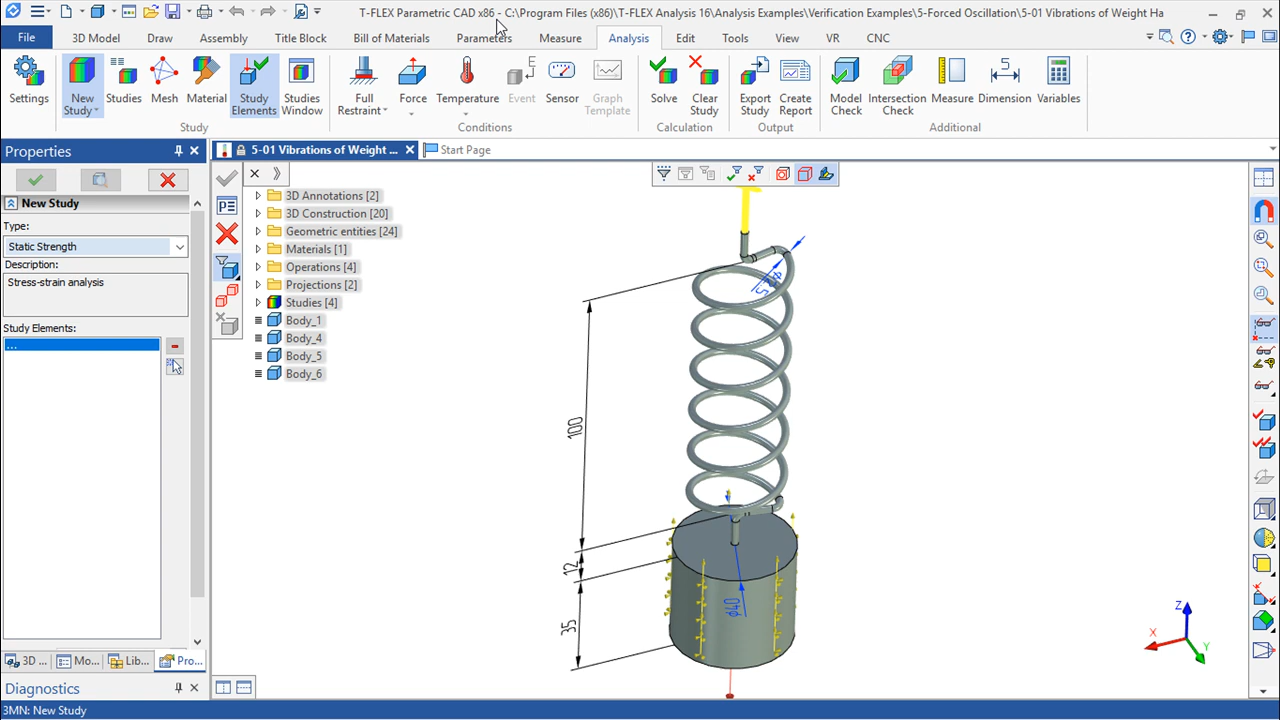 T-FLEX Parametric CAD x86 - C:\Program Files (x86)\T-FLEX Analysis 16\Analysis Examples\Verification Examples\5-Forced Oscillation\5-01 Vibrations of Weight Ha
File 3D Model Draw Assembly Title Block Bill of Materials Parameters Measure Analysis Edit Tools View VR CNC
Settings
New Study
Studies
Mesh
Material
Study Elements
Studies Window
Full Restraint
Force
Temperature
Event
Sensor
Graph Template
Solve
Clear Study
Export Study
Create Report
Model Check
Intersection Check
Measure
Dimension
Variables
Study
Conditions
Calculation
Output
Additional
Properties
5-01 Vibrations of Weight ...
Start Page
New Study
Type:
Static Strength
Description:
Stress-strain analysis
Study Elements:
...
3D Annotations [2]
3D Construction [20]
Geometric entities [24]
Materials [1]
Operations [4]
Projections [2]
Studies [4]
Body_1
Body_4
Body_5
Body_6
100
12
35
ϕ40
Z
X
Y
3D ...
Mo...
Lib...
Pro...
Diagnostics
3MN: New Study